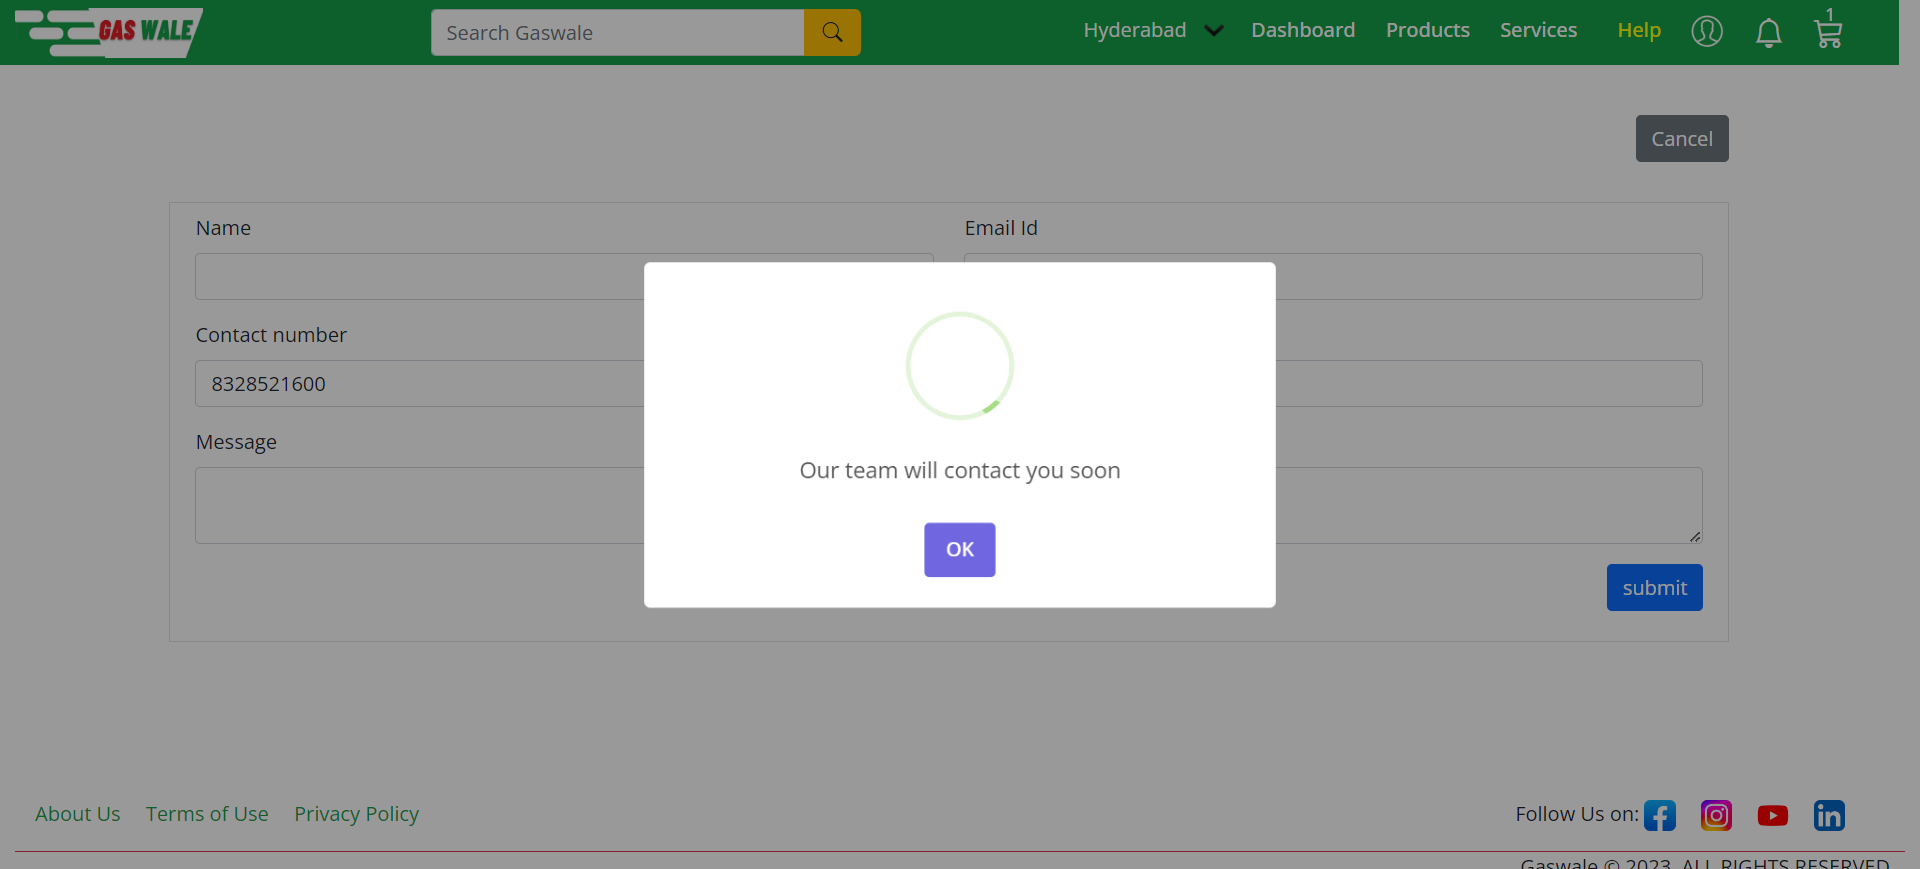 GAS WALE
Search Gaswale
Hyderabad
Dashboard
Products
Services
Help
1
Cancel
Name
Email Id
Contact number
8328521600
Message
Our team will contact you soon
OK
submit
About Us
Terms of Use
Privacy Policy
Follow Us on:
Gaswale © 2023. ALL RIGHTS RESERVED